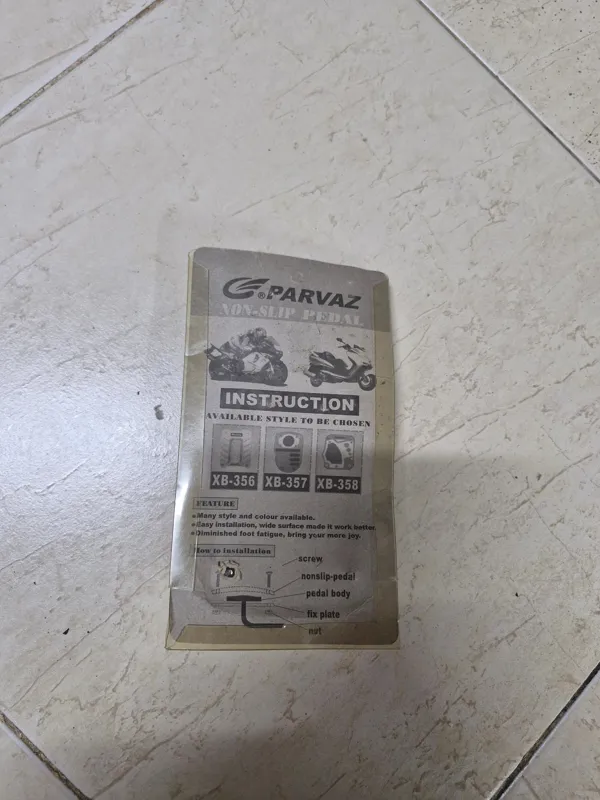 ®PARVAZ
NON-SLIP PEDAL
INSTRUCTION
AVAILABLE STYLE TO BE CHOSEN
XB-356 XB-357 XB-358
FEATURE
●Many style and colour available.
●Easy installation, wide surface made it work better.
●Diminished foot fatigue, bring your more joy.
How to installation
screw
nonslip-pedal
pedal body
fix plate
nut